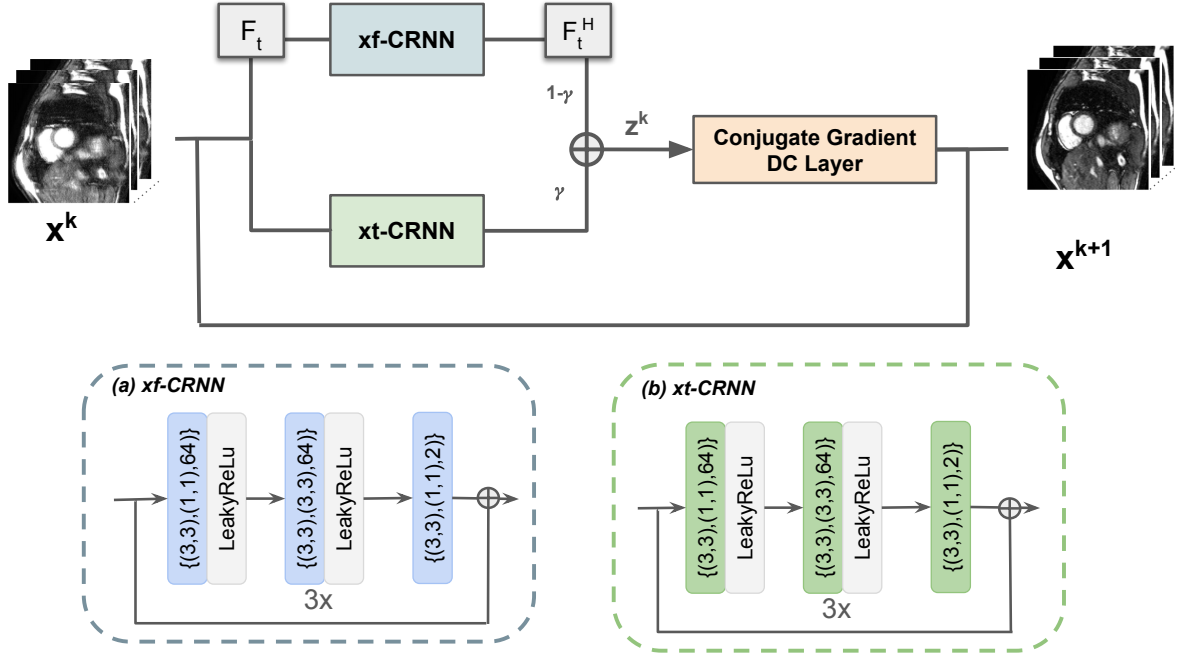 F_t
xf-CRNN
F_t^H
1-γ
z^k
Conjugate Gradient
DC Layer
γ
xt-CRNN
x^k
x^{k+1}
(a) xf-CRNN
{(3,3),(1,1),64)}
LeakyReLu
{(3,3),(3,3),64)}
LeakyReLu
{(3,3),(1,1),2)}
3x
(b) xt-CRNN
{(3,3),(1,1),64)}
LeakyReLu
{(3,3),(3,3),64)}
LeakyReLu
{(3,3),(1,1),2)}
3x